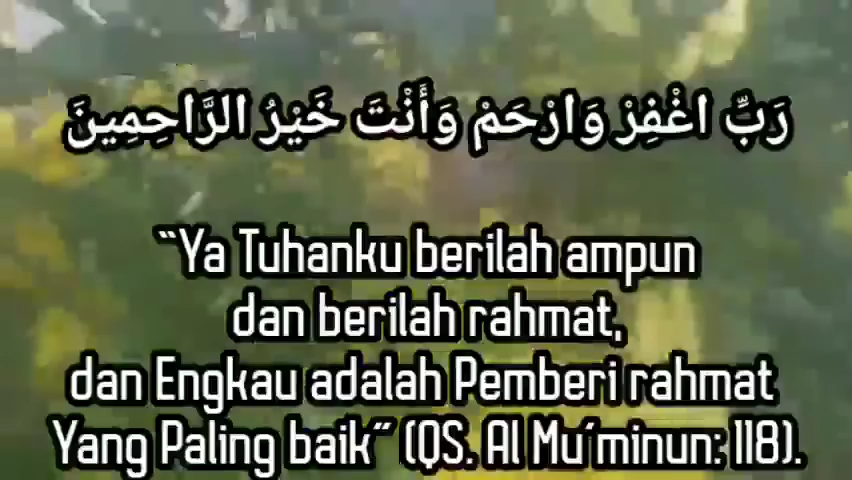 رَبِّ اغْفِرْ وَارْحَمْ وَأَنْتَ خَيْرُ الرَّاحِمِينَ
“Ya Tuhanku berilah ampun
dan berilah rahmat,
dan Engkau adalah Pemberi rahmat
Yang Paling baik” (QS. Al Mu’minun: 118).